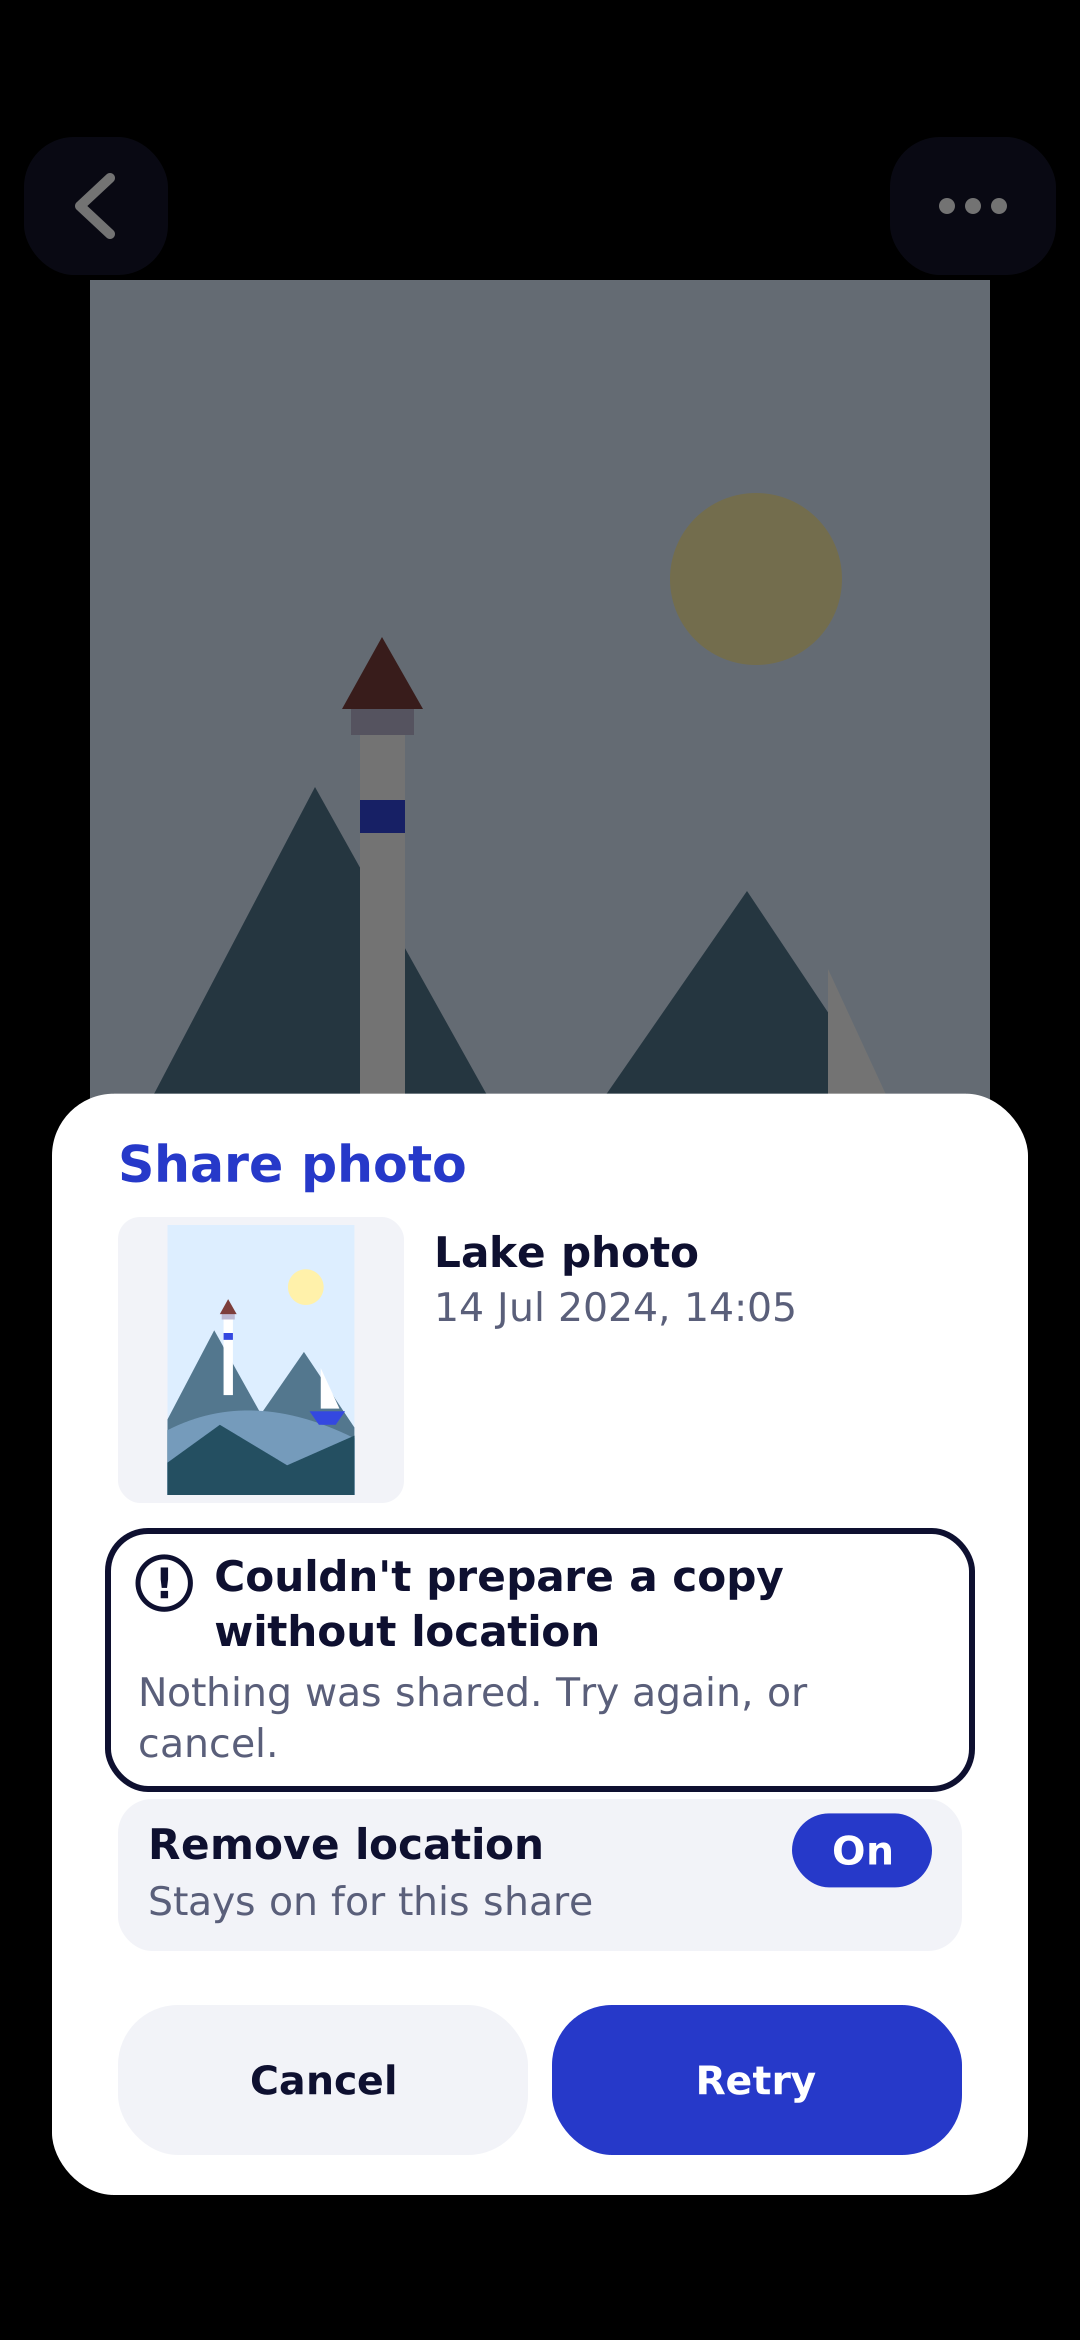 Share photo
Lake photo
14 Jul 2024, 14:05
!
Couldn't prepare a copy
without location
Nothing was shared. Try again, or
cancel.
Remove location
On
Stays on for this share
Cancel
Retry